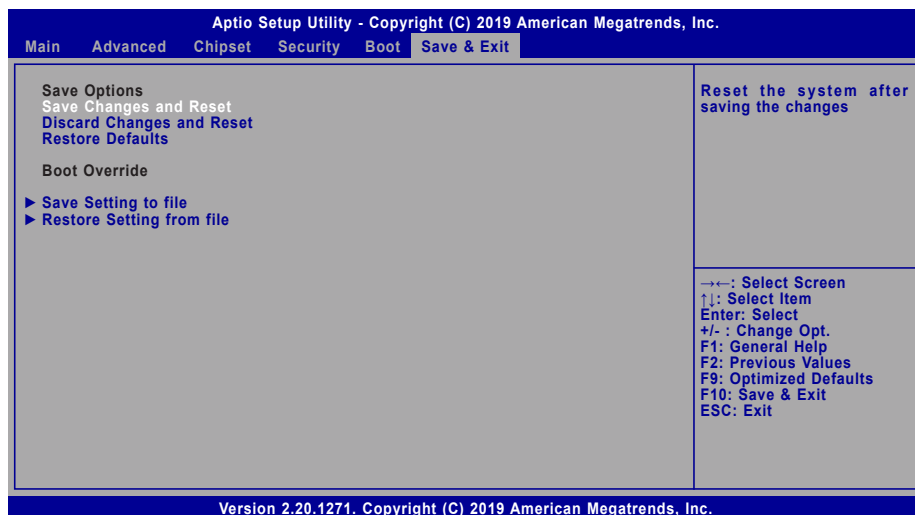 Aptio Setup Utility - Copyright (C) 2019 American Megatrends, Inc.
Main Advanced Chipset Security Boot Save & Exit
Save Options
Save Changes and Reset
Discard Changes and Reset
Restore Defaults
Boot Override
► Save Setting to file
► Restore Setting from file
Reset the system after
saving the changes
→←: Select Screen
↑↓: Select Item
Enter: Select
+/- : Change Opt.
F1: General Help
F2: Previous Values
F9: Optimized Defaults
F10: Save & Exit
ESC: Exit
Version 2.20.1271. Copyright (C) 2019 American Megatrends, Inc.